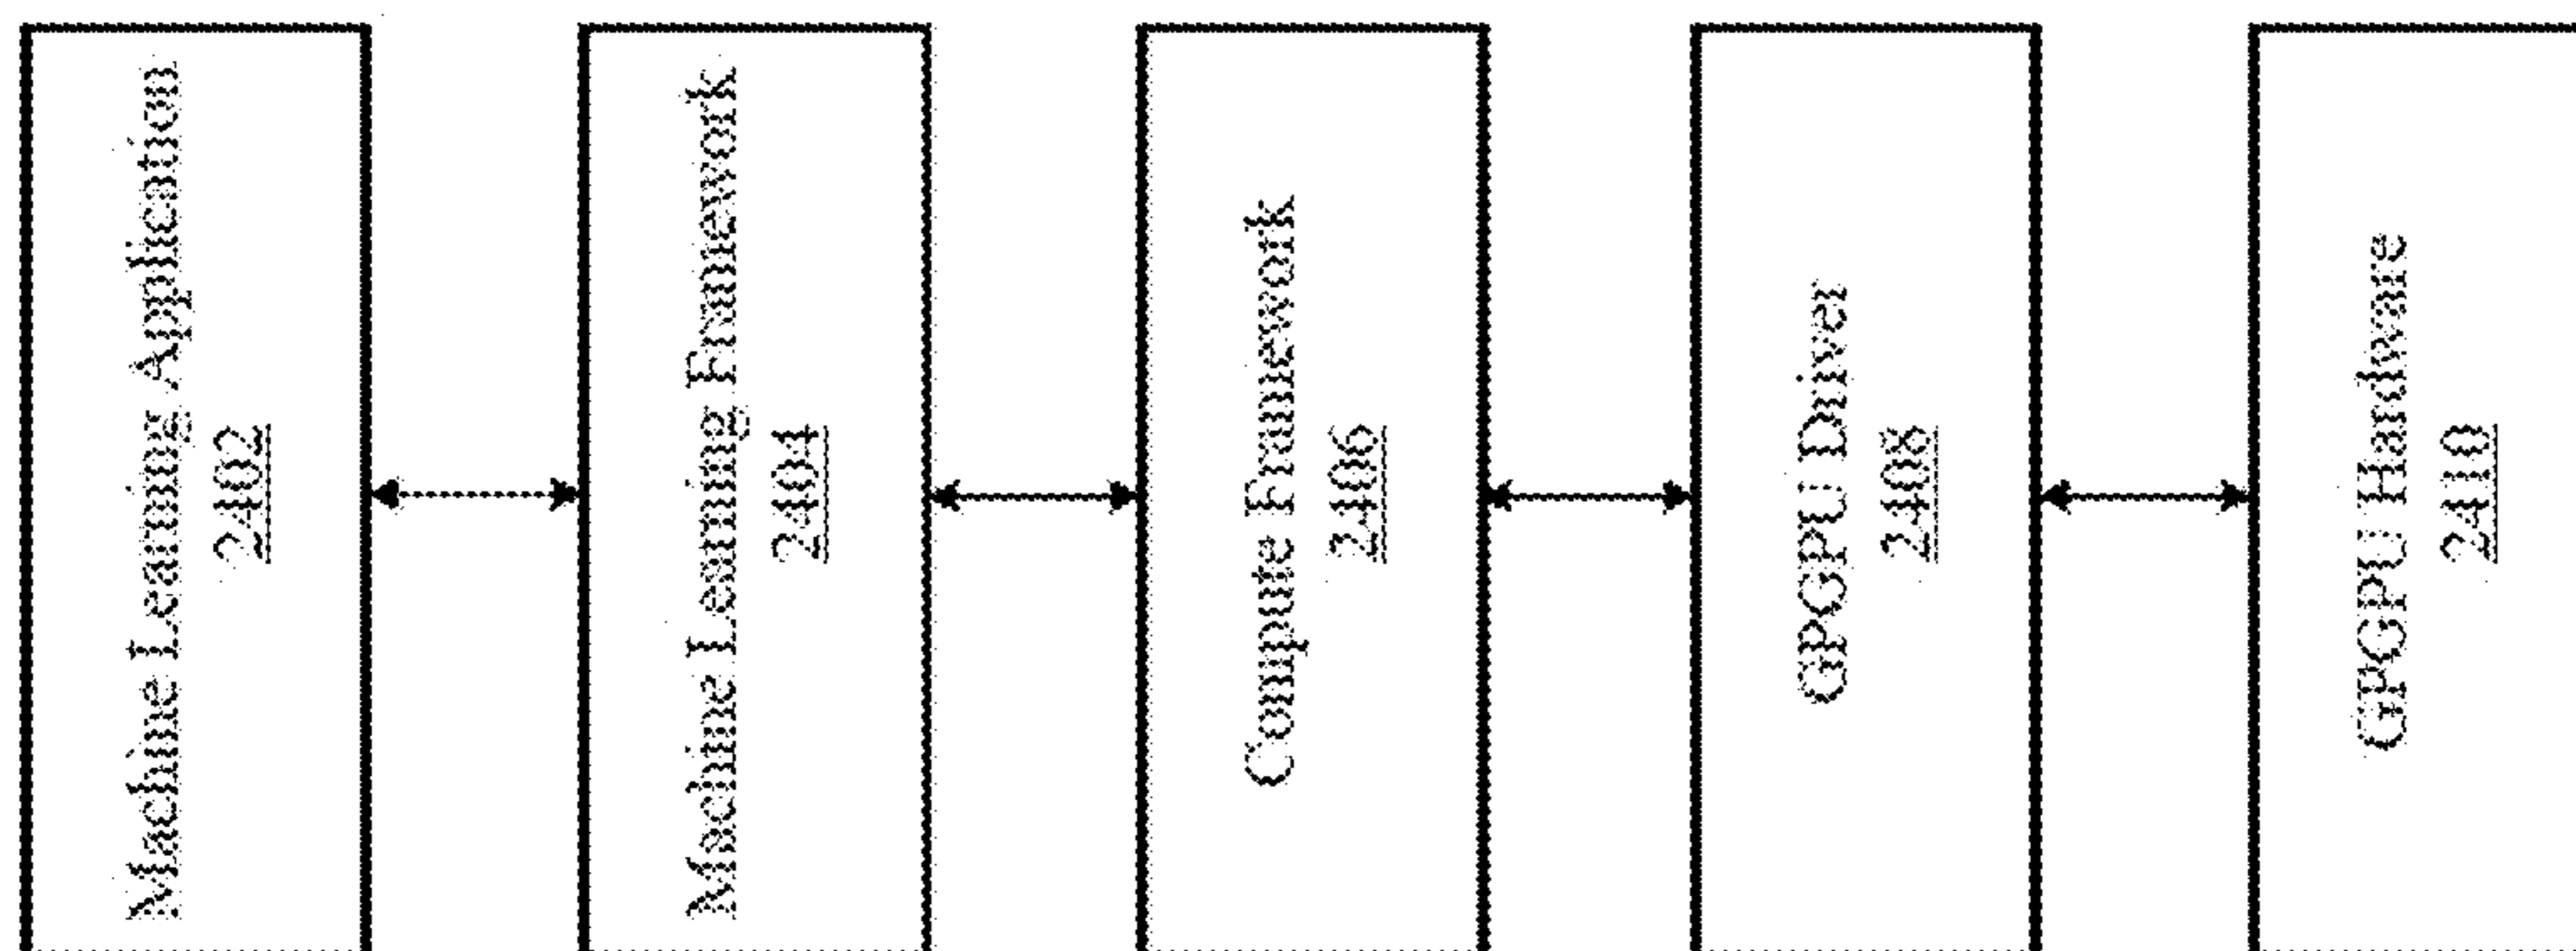 Machine Learning Application
2402
Machine Learning Framework
2404
Compute Framework
2406
GPGPU Driver
2408
GPGPU Hardware
2410